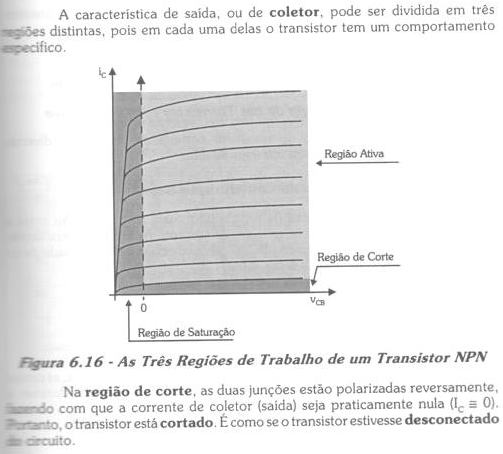 A característica de saída, ou de coletor, pode ser dividida em três
regiões distintas, pois em cada uma delas o transistor tem um comportamento
específico.
i_C
Região Ativa
Região de Corte
0
v_CB
Região de Saturação
Figura 6.16 - As Três Regiões de Trabalho de um Transistor NPN
Na região de corte, as duas junções estão polarizadas reversamente,
fazendo com que a corrente de coletor (saída) seja praticamente nula (I_C ≅ 0).
Portanto, o transistor está cortado. É como se o transistor estivesse desconectado
do circuito.